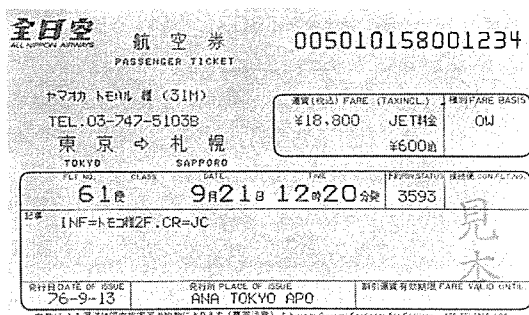 全日空
ALL NIPPON AIRWAYS
航空券
PASSENGER TICKET
005010158001234
ヤマオカ トモハル 様 (31M)
TEL.03-747-5103B
東京 ⇨ 札幌
TOKYO SAPPORO
運賃(税込) FARE (TAXINCL.) 種別 FARE BASIS
¥18,800 JET料金 OW
¥600込
FLT NO. CLASS DATE TIME
61便 9月21日 12時20分発 3593
記事
INF=トモコ様2F.CR=JC
見本
発行日 DATE OF ISSUE 発行所 PLACE OF ISSUE 割引運賃有効期限 FARE VALID UNTIL
76-9-13 ANA TOKYO APO